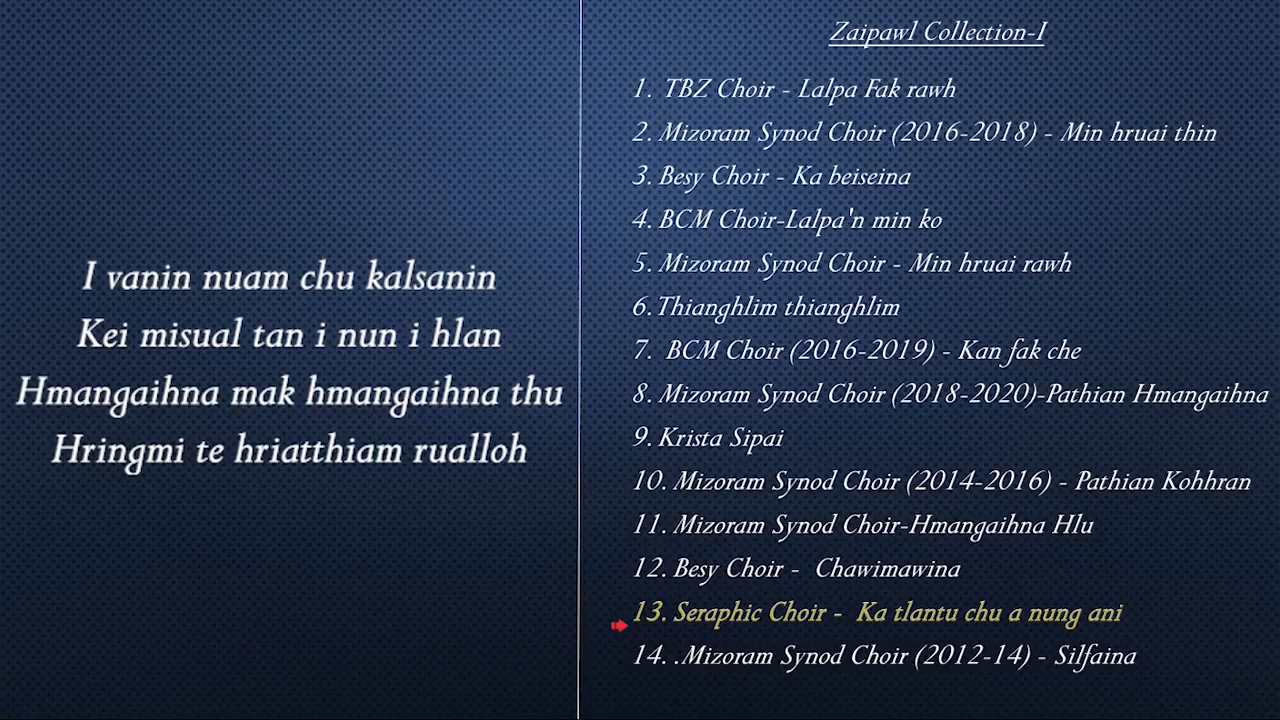 I vanin nuam chu kalsanin
Kei misual tan i nun i hlan
Hmangaihna mak hmangaihna thu
Hringmi te hriatthiam rualloh
Zaipawl Collection-I
1. TBZ Choir - Lalpa Fak rawh
2. Mizoram Synod Choir (2016-2018) - Min hruai thin
3. Besy Choir - Ka beiseina
4. BCM Choir-Lalpa'n min ko
5. Mizoram Synod Choir - Min hruai rawh
6. Thianghlim thianghlim
7. BCM Choir (2016-2019) - Kan fak che
8. Mizoram Synod Choir (2018-2020)-Pathian Hmangaihna
9. Krista Sipai
10. Mizoram Synod Choir (2014-2016) - Pathian Kohhran
11. Mizoram Synod Choir-Hmangaihna Hlu
12. Besy Choir - Chawimawina
13. Seraphic Choir - Ka tlantu chu a nung ani
14. .Mizoram Synod Choir (2012-14) - Silfaina